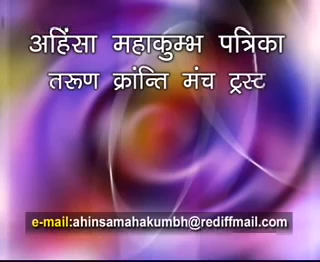 अहिंसा महाकुम्भ पत्रिका
तरूण क्रांन्ति मंच ट्रस्ट
e-mail:ahinsamahakumbh@rediffmail.com